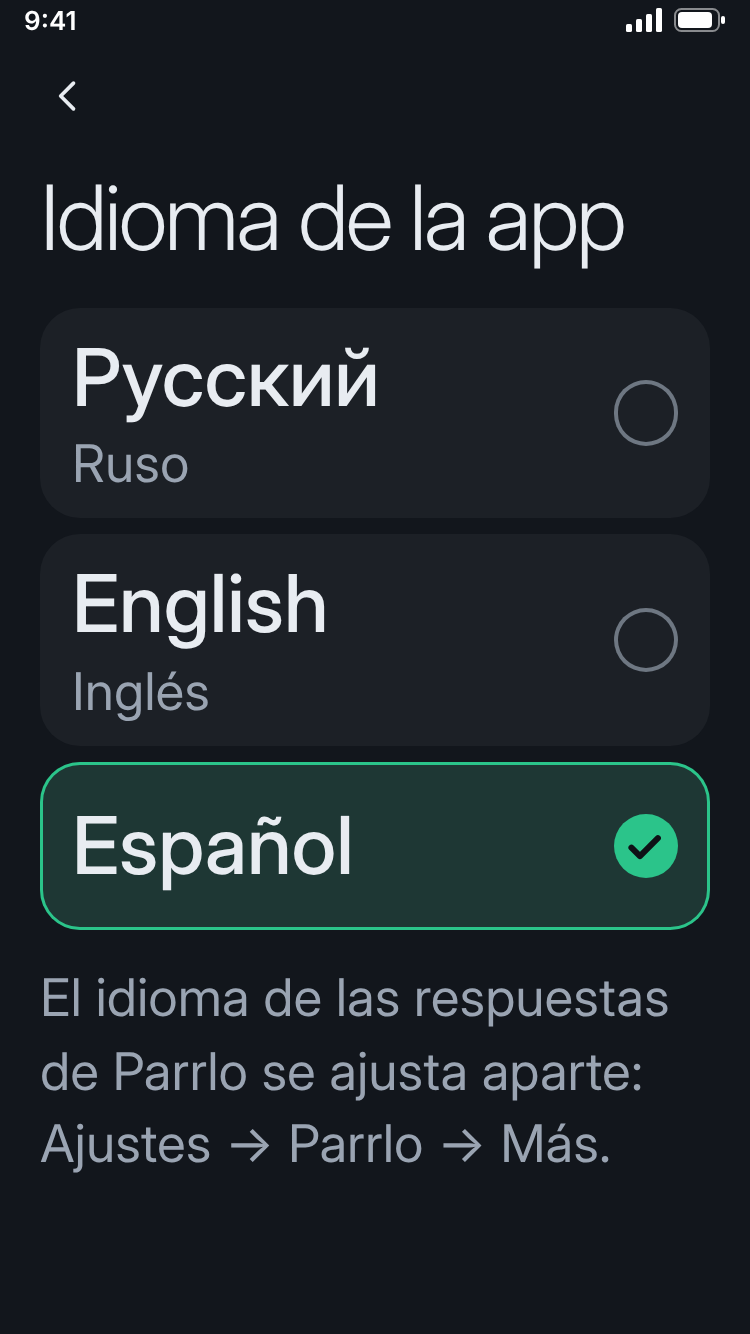 9:41
Idioma de la app
Русский
Ruso
English
Inglés
Español
El idioma de las respuestas
de Parrlo se ajusta aparte:
Ajustes → Parrlo → Más.